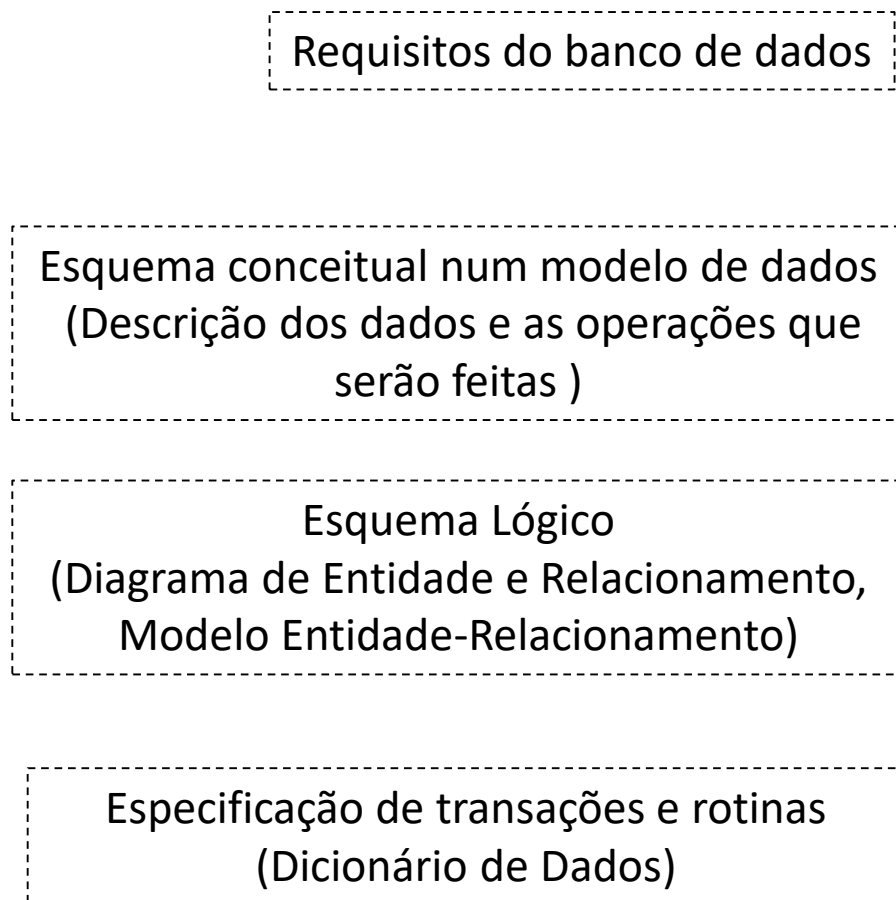 Requisitos do banco de dados
Esquema conceitual num modelo de dados
(Descrição dos dados e as operações que
serão feitas )
Esquema Lógico
(Diagrama de Entidade e Relacionamento,
Modelo Entidade-Relacionamento)
Especificação de transações e rotinas
(Dicionário de Dados)